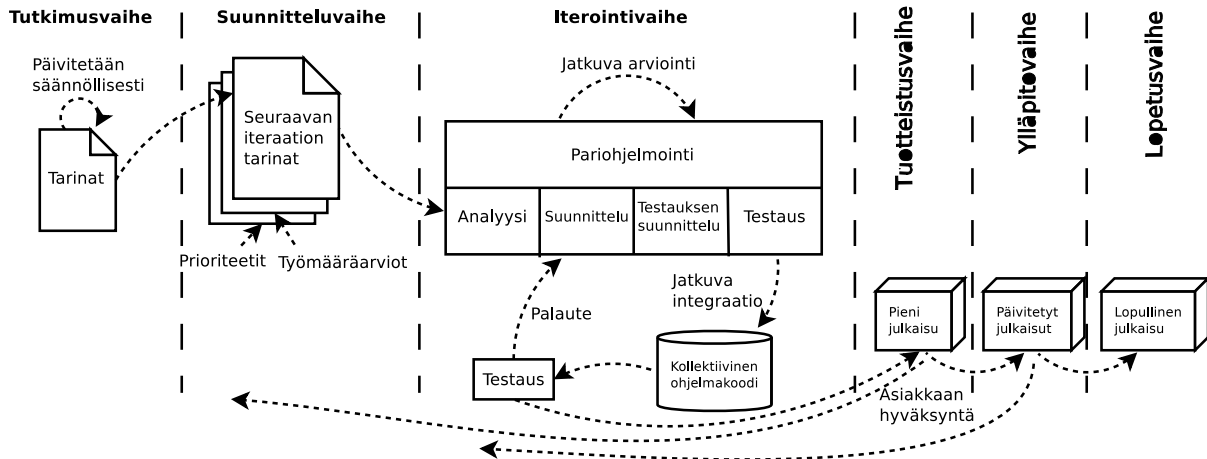 Tutkimusvaihe
Suunnitteluvaihe
Iterointivaihe
Tuotteistusvaihe
Ylläpitovaihe
Lopetusvaihe
Päivitetään
säännöllisesti
Tarinat
Seuraavan
iteraation
tarinat
Prioriteetit
Työmääräarviot
Jatkuva arviointi
Pariohjelmointi
Analyysi
Suunnittelu
Testauksen
suunnittelu
Testaus
Jatkuva
integraatio
Palaute
Testaus
Kollektiivinen
ohjelmakoodi
Pieni
julkaisu
Päivitetyt
julkaisut
Lopullinen
julkaisu
Asiakkaan
hyväksyntä